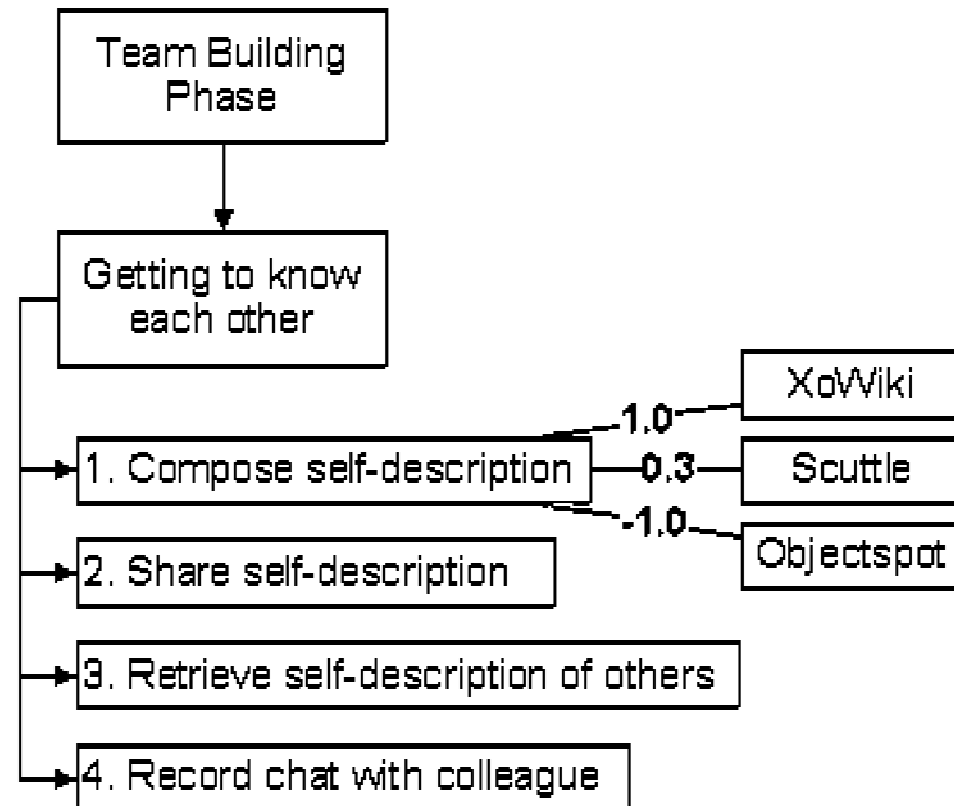 Team Building
Phase
Getting to know
each other
XoWiki
1.0
1. Compose self-description
0.3
Scuttle
-1.0
Objectspot
2. Share self-description
3. Retrieve self-description of others
4. Record chat with colleague